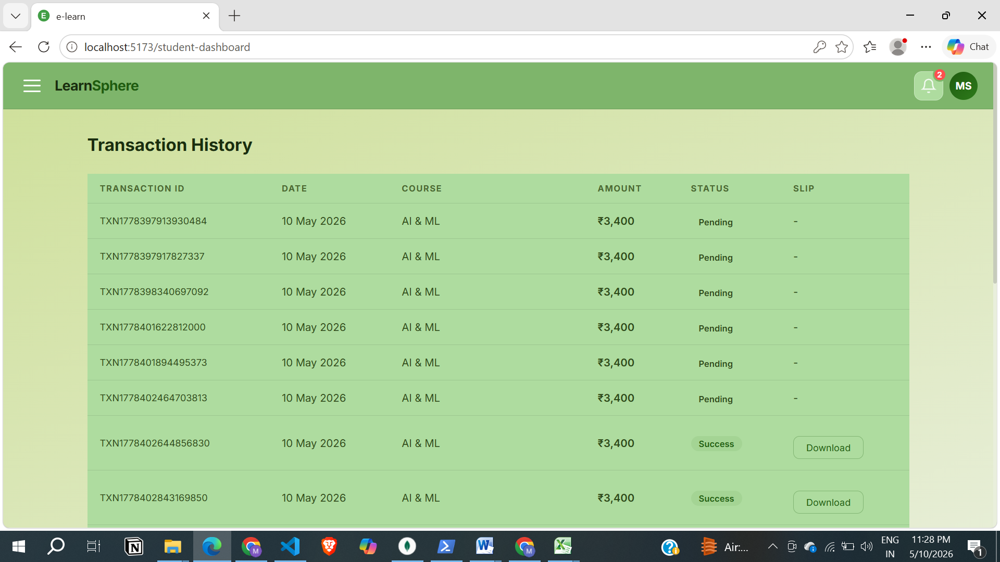 E e-learn
localhost:5173/student-dashboard
Chat
LearnSphere
2
MS
Transaction History
TRANSACTION ID DATE COURSE AMOUNT STATUS SLIP
TXN1778397913930484 10 May 2026 AI & ML ₹3,400 Pending -
TXN1778397917827337 10 May 2026 AI & ML ₹3,400 Pending -
TXN1778398340697092 10 May 2026 AI & ML ₹3,400 Pending -
TXN1778401622812000 10 May 2026 AI & ML ₹3,400 Pending -
TXN1778401894495373 10 May 2026 AI & ML ₹3,400 Pending -
TXN1778402464703813 10 May 2026 AI & ML ₹3,400 Pending -
TXN1778402644856830 10 May 2026 AI & ML ₹3,400 Success Download
TXN1778402843169850 10 May 2026 AI & ML ₹3,400 Success Download
Air:...
ENG
IN
11:28 PM
5/10/2026
1